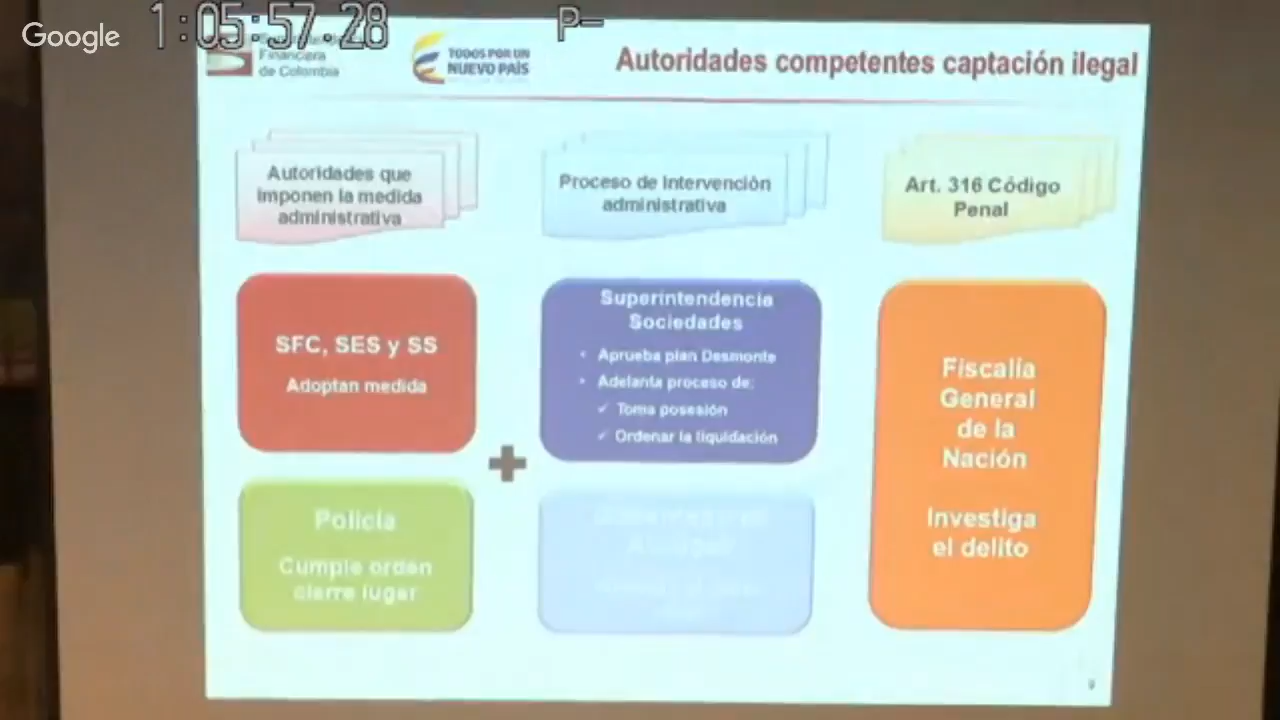 Google
1:05:57.28
P-
Financiera
de Colombia
TODOS POR UN
NUEVO PAÍS
Autoridades competentes captación ilegal
Autoridades que
imponen la medida
administrativa
Proceso de Intervención
administrativa
Art. 316 Código
Penal
SFC, SES y SS
Adoptan medida
Superintendencia
Sociedades
• Aprueba plan Desmonte
• Adelanta proceso de:
✓ Toma posesión
✓ Ordenar la liquidación
Fiscalía
General
de la
Nación
Investiga
el delito
Policía
Cumple orden
cierre lugar
9